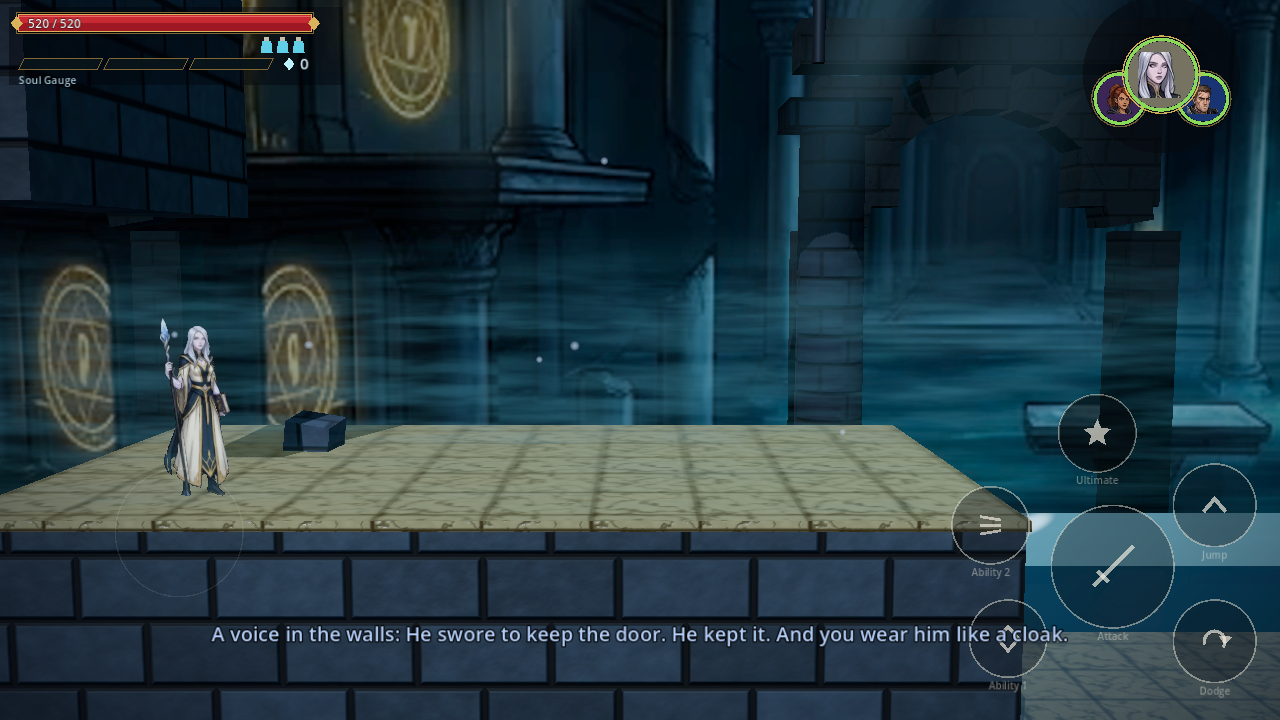 520 / 520
0
Soul Gauge
Ultimate
Jump
Ability 2
A voice in the walls: He swore to keep the door. He kept it. And you wear him like a cloak.
Attack
Ability 1
Dodge